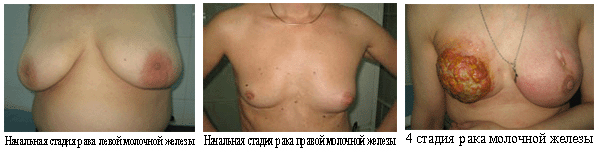 Начальная стадия рака левой молочной железы
Начальная стадия рака правой молочной железы
4 стадия рака молочной железы